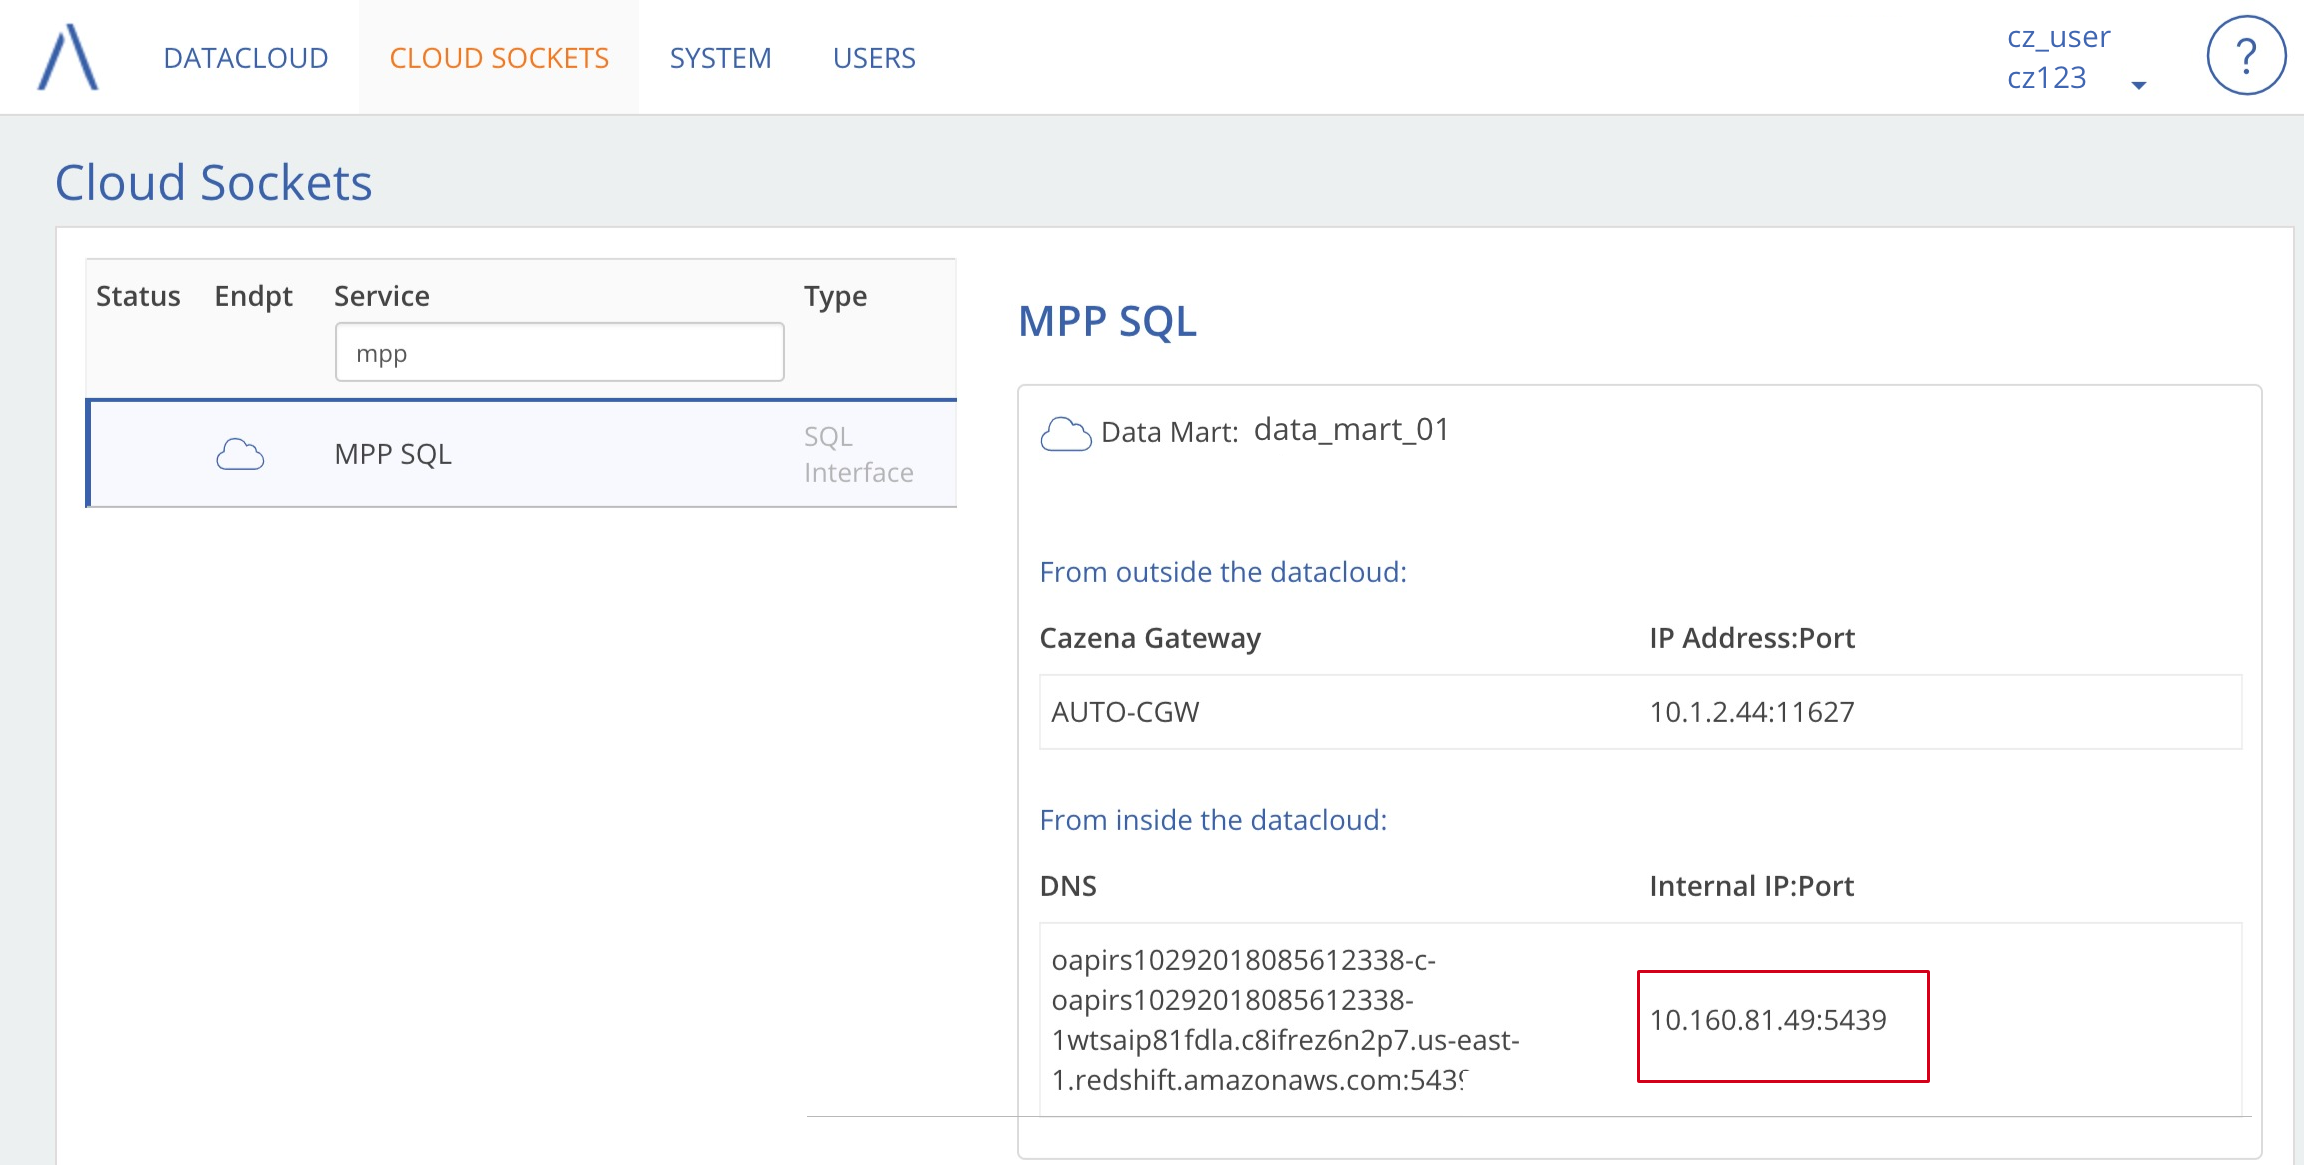 DATACLOUD CLOUD SOCKETS SYSTEM USERS
cz_user
cz123
?
Cloud Sockets
Status Endpt Service Type
mpp
MPP SQL
SQL
Interface
MPP SQL
Data Mart: data_mart_01
From outside the datacloud:
Cazena Gateway IP Address:Port
AUTO-CGW 10.1.2.44:11627
From inside the datacloud:
DNS Internal IP:Port
oapirs10292018085612338-c-
oapirs10292018085612338-
1wtsaip81fdla.c8ifrez6n2p7.us-east-
1.redshift.amazonaws.com:5439
10.160.81.49:5439